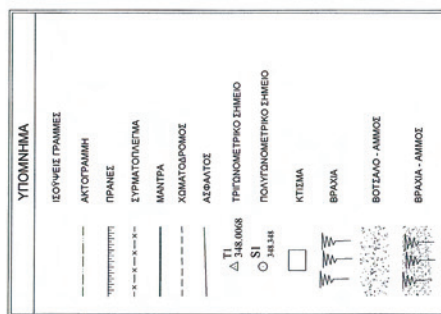 ΥΠΟΜΝΗΜΑ
ΙΣΟΫΨΕΙΣ ΓΡΑΜΜΕΣ
ΑΚΤΟΓΡΑΜΜΗ
ΠΡΑΝΕΣ
ΣΥΡΜΑΤΟΠΛΕΓΜΑ
ΜΑΝΤΡΑ
ΧΩΜΑΤΟΔΡΟΜΟΣ
ΑΣΦΑΛΤΟΣ
T1
348.0068
ΤΡΙΓΩΝΟΜΕΤΡΙΚΟ ΣΗΜΕΙΟ
S1
348.348
ΠΟΛΥΓΩΝΟΜΕΤΡΙΚΟ ΣΗΜΕΙΟ
ΚΤΙΣΜΑ
ΒΡΑΧΙΑ
ΒΟΤΣΑΛΟ - ΑΜΜΟΣ
ΒΡΑΧΙΑ - ΑΜΜΟΣ